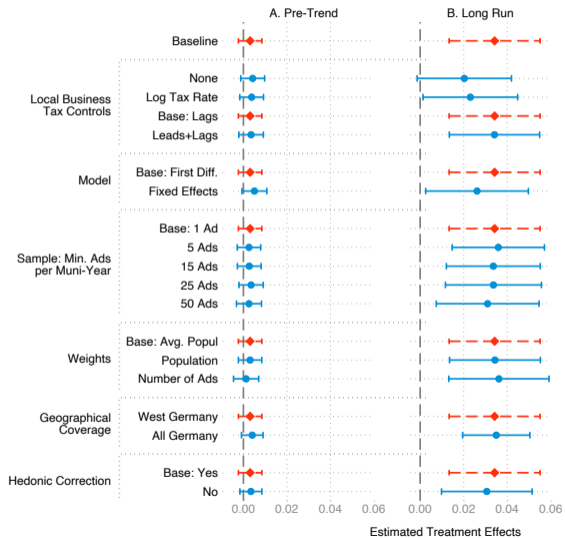 A. Pre-Trend
B. Long Run
Baseline
Local Business
Tax Controls
None
Log Tax Rate
Base: Lags
Leads+Lags
Model
Base: First Diff.
Fixed Effects
Sample: Min. Ads
per Muni-Year
Base: 1 Ad
5 Ads
15 Ads
25 Ads
50 Ads
Weights
Base: Avg. Popul
Population
Number of Ads
Geographical
Coverage
West Germany
All Germany
Hedonic Correction
Base: Yes
No
0.00 0.02 0.04 0.06 0.00 0.02 0.04 0.06
Estimated Treatment Effects